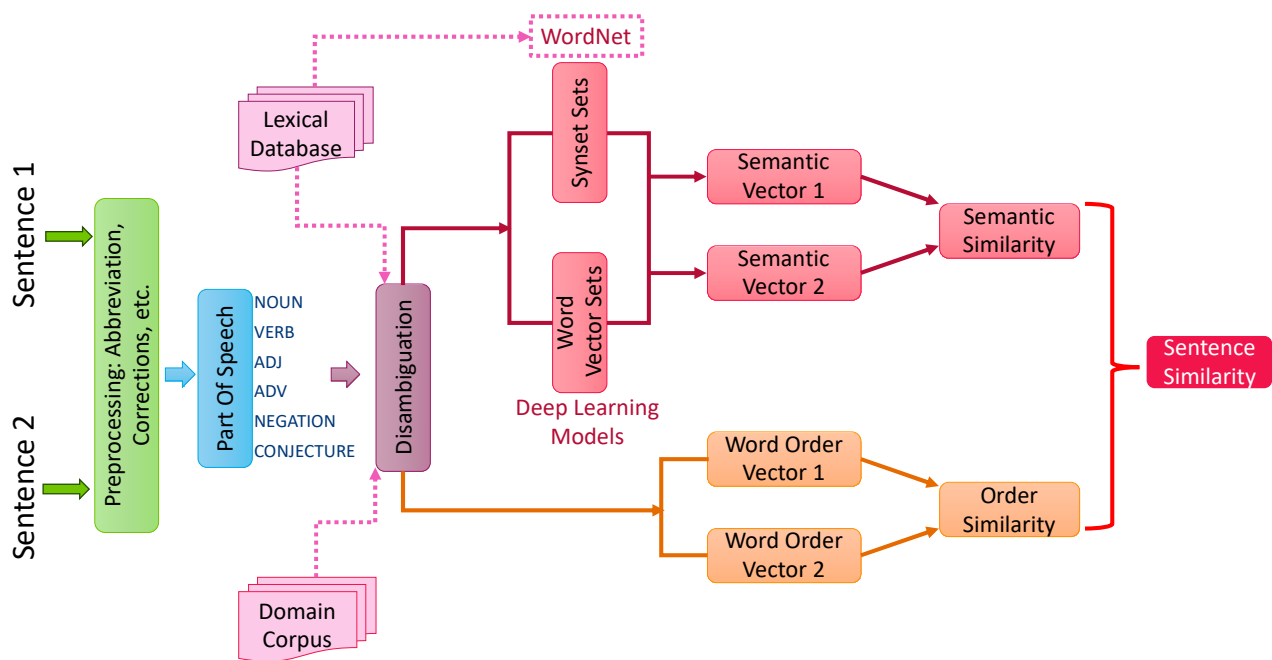 WordNet
Lexical
Database
Synset Sets
Sentence 1
Sentence 2
Preprocessing: Abbreviation,
Corrections, etc.
Part Of Speech
NOUN
VERB
ADJ
ADV
NEGATION
CONJECTURE
Disambiguation
Word
Vector Sets
Deep Learning
Models
Semantic
Vector 1
Semantic
Vector 2
Semantic
Similarity
Word Order
Vector 1
Word Order
Vector 2
Order
Similarity
Sentence
Similarity
Domain
Corpus